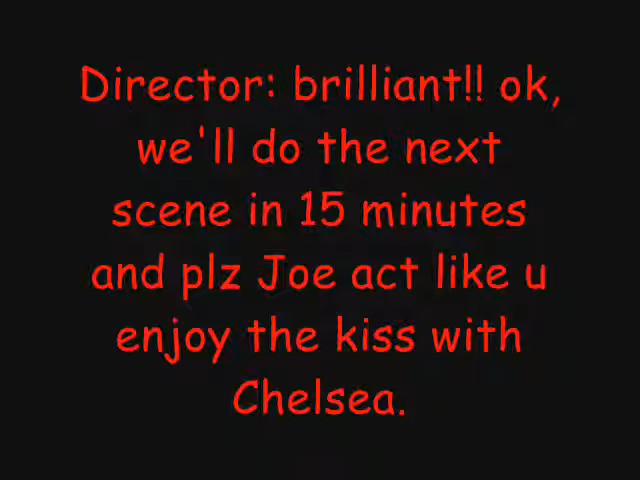 Director: brilliant!! ok,
we'll do the next
scene in 15 minutes
and plz Joe act like u
enjoy the kiss with
Chelsea.